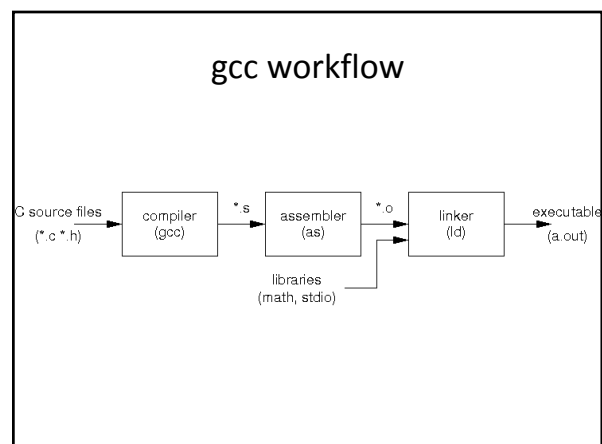 gcc workflow
C source files
(*.c *.h)
compiler
(gcc)
*.s
assembler
(as)
*.o
linker
(ld)
executable
(a.out)
libraries
(math, stdio)